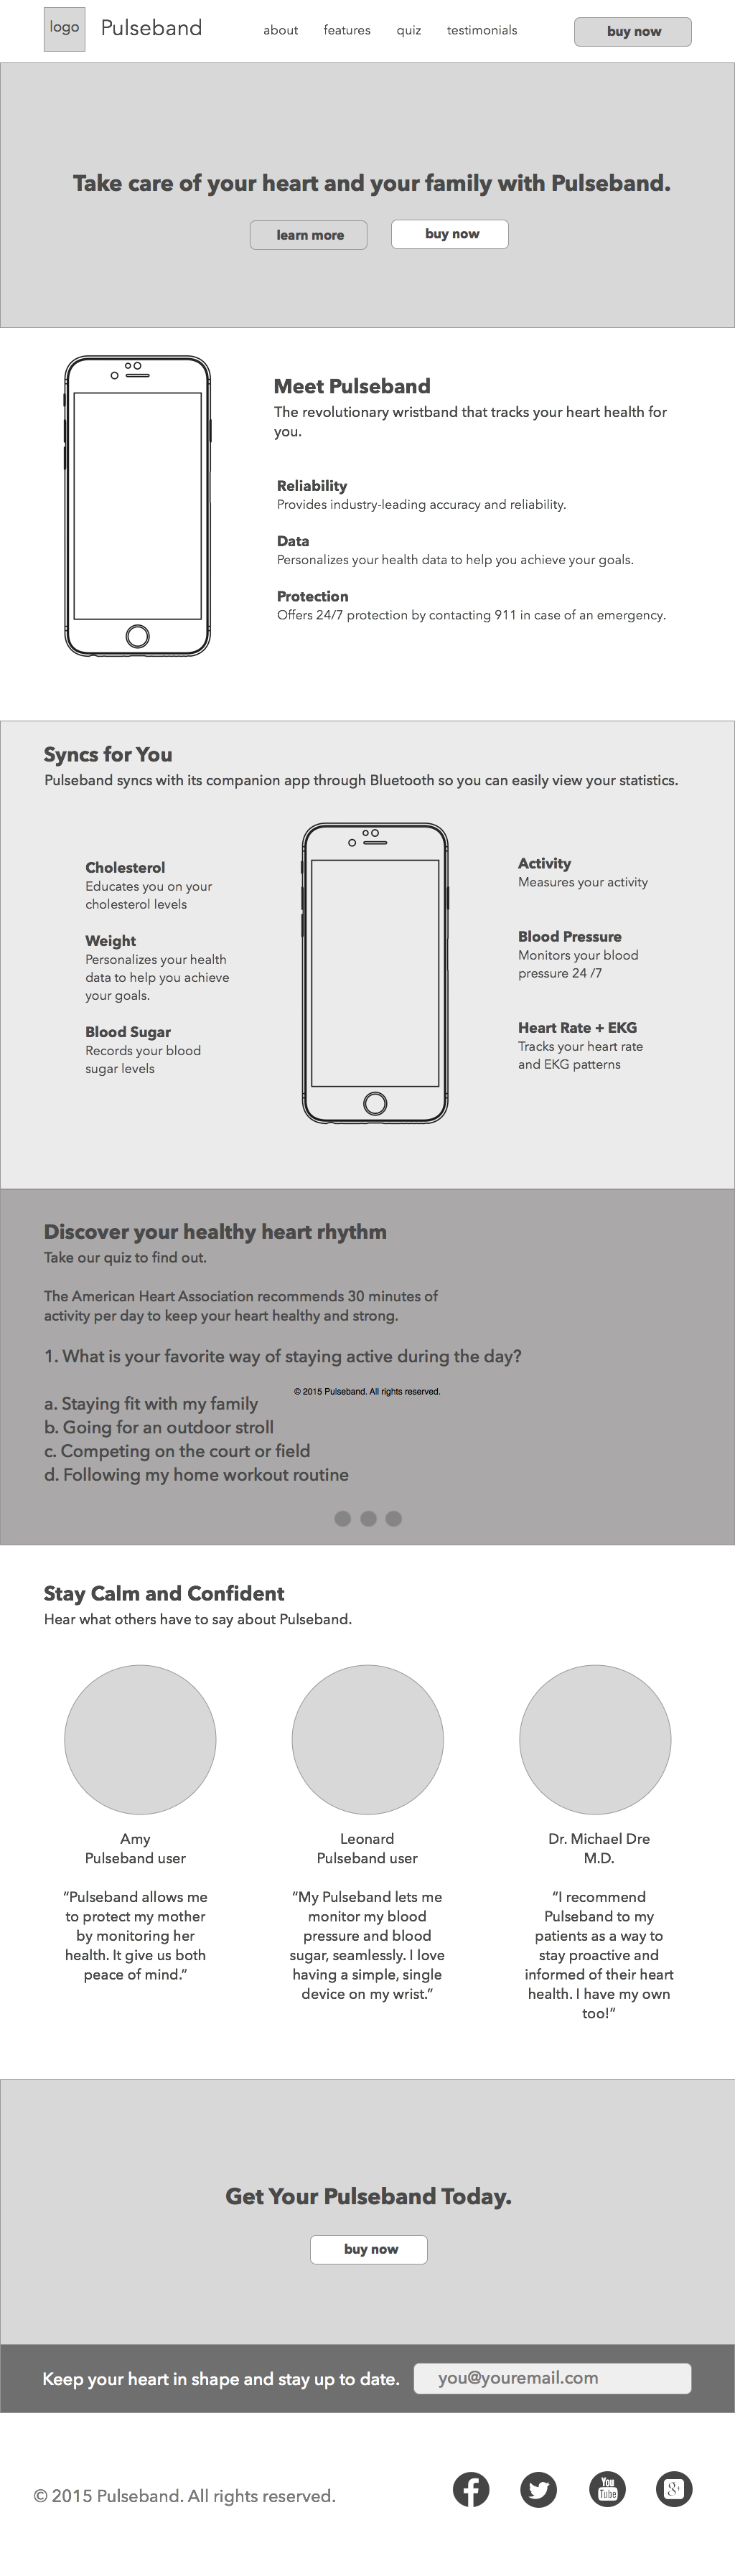 logo
Pulseband
about
features
quiz
testimonials
buy now
Take care of your heart and your family with Pulseband.
learn more
buy now
Meet Pulseband
The revolutionary wristband that tracks your heart health for
you.
Reliability
Provides industry-leading accuracy and reliability.
Data
Personalizes your health data to help you achieve your goals.
Protection
Offers 24/7 protection by contacting 911 in case of an emergency.
Syncs for You
Pulseband syncs with its companion app through Bluetooth so you can easily view your statistics.
Cholesterol
Educates you on your
cholesterol levels
Weight
Personalizes your health
data to help you achieve
your goals.
Blood Sugar
Records your blood
sugar levels
Activity
Measures your activity
Blood Pressure
Monitors your blood
pressure 24 /7
Heart Rate + EKG
Tracks your heart rate
and EKG patterns
Discover your healthy heart rhythm
Take our quiz to find out.
The American Heart Association recommends 30 minutes of
activity per day to keep your heart healthy and strong.
1. What is your favorite way of staying active during the day?
© 2015 Pulseband. All rights reserved.
a. Staying fit with my family
b. Going for an outdoor stroll
c. Competing on the court or field
d. Following my home workout routine
Stay Calm and Confident
Hear what others have to say about Pulseband.
Amy
Pulseband user
“Pulseband allows me
to protect my mother
by monitoring her
health. It give us both
peace of mind.”
Leonard
Pulseband user
“My Pulseband lets me
monitor my blood
pressure and blood
sugar, seamlessly. I love
having a simple, single
device on my wrist.”
Dr. Michael Dre
M.D.
“I recommend
Pulseband to my
patients as a way to
stay proactive and
informed of their heart
health. I have my own
too!”
Get Your Pulseband Today.
buy now
Keep your heart in shape and stay up to date.
you@youremail.com
© 2015 Pulseband. All rights reserved.
You
Tube
g+